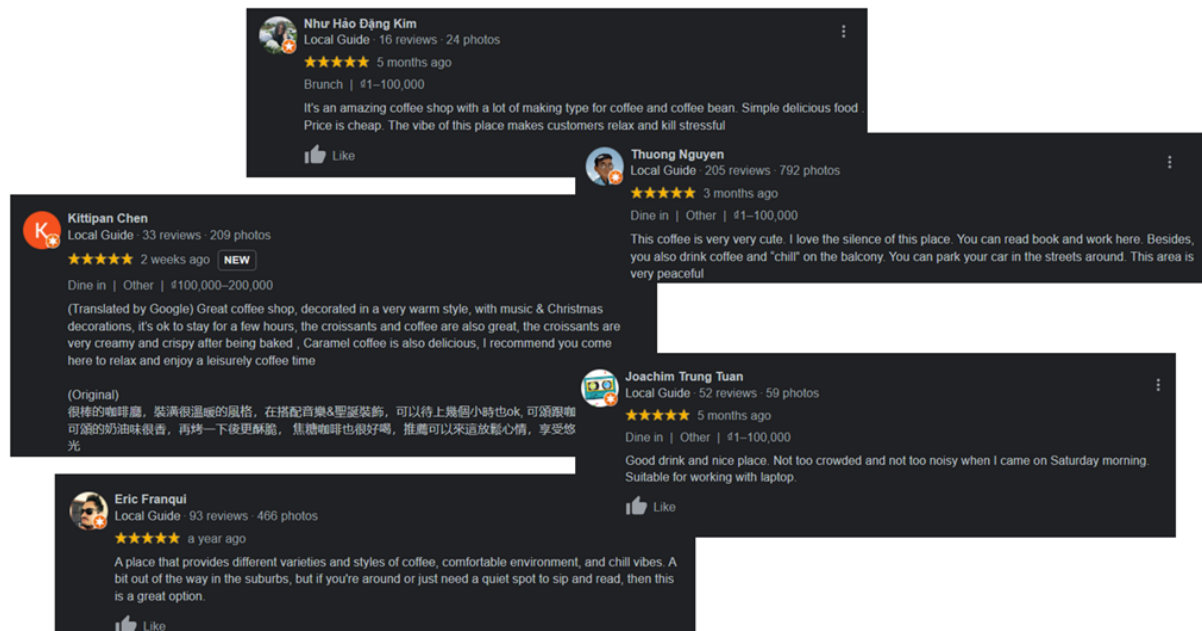 Như Hảo Đặng Kim
Local Guide · 16 reviews · 24 photos
5 months ago
Brunch | ₫1–100,000
It's an amazing coffee shop with a lot of making type for coffee and coffee bean. Simple delicious food .
Price is cheap. The vibe of this place makes customers relax and kill stressful
Like
Thuong Nguyen
Local Guide · 205 reviews · 792 photos
3 months ago
Dine in | Other | ₫1–100,000
This coffee is very very cute. I love the silence of this place. You can read book and work here. Besides,
you also drink coffee and "chill" on the balcony. You can park your car in the streets around. This area is
very peaceful
K
Kittipan Chen
Local Guide · 33 reviews · 209 photos
2 weeks ago NEW
Dine in | Other | ₫100,000–200,000
(Translated by Google) Great coffee shop, decorated in a very warm style, with music & Christmas
decorations, it's ok to stay for a few hours, the croissants and coffee are also great, the croissants are
very creamy and crispy after being baked , Caramel coffee is also delicious, I recommend you come
here to relax and enjoy a leisurely coffee time
(Original)
很棒的咖啡廳，裝潢很溫暖的風格，在搭配音樂&聖誕裝飾，可以待上幾個小時也ok, 可頌跟咖
可頌的奶油味很香，再烤一下後更酥脆， 焦糖咖啡也很好喝，推薦可以來這放鬆心情，享受悠
光
Joachim Trung Tuan
Local Guide · 52 reviews · 59 photos
5 months ago
Dine in | Other | ₫1–100,000
Good drink and nice place. Not too crowded and not too noisy when I came on Saturday morning.
Suitable for working with laptop.
Like
Eric Franqui
Local Guide · 93 reviews · 466 photos
a year ago
A place that provides different varieties and styles of coffee, comfortable environment, and chill vibes. A
bit out of the way in the suburbs, but if you're around or just need a quiet spot to sip and read, then this
is a great option.
Like